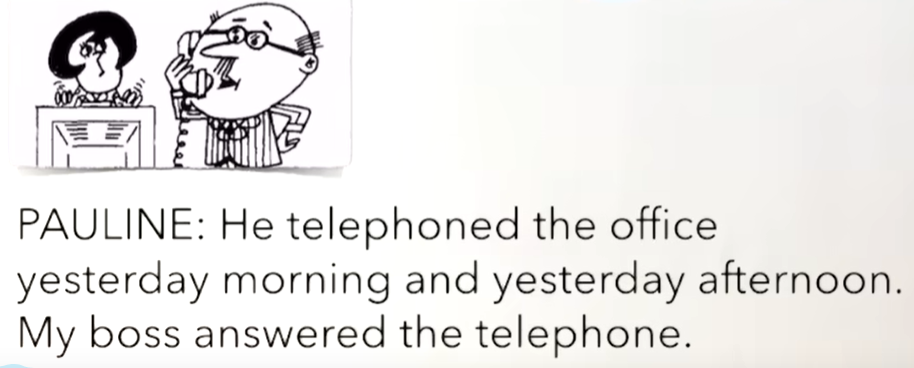 PAULINE: He telephoned the office
yesterday morning and yesterday afternoon.
My boss answered the telephone.